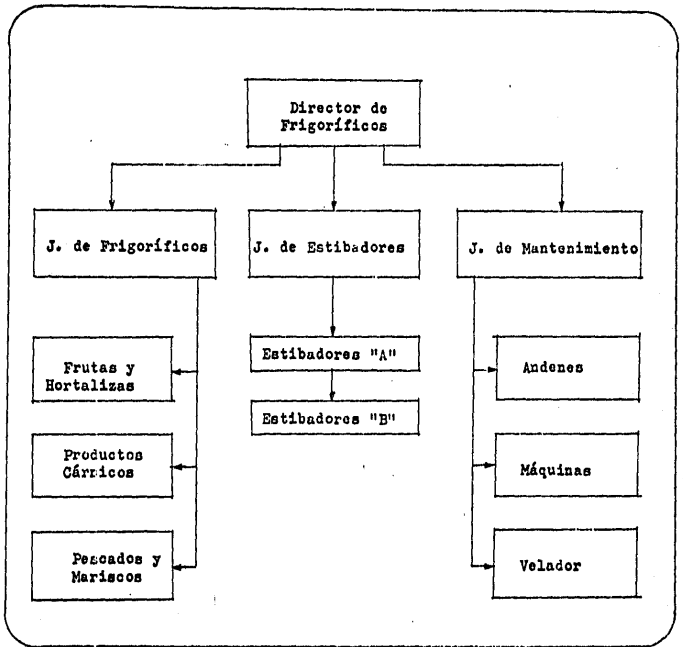 Director de
Frigoríficos
J. de Frigoríficos
J. de Estibadores
J. de Mantenimiento
Frutas y
Hortalizas
Productos
Cárnicos
Pescados y
Mariscos
Estibadores "A"
Estibadores "B"
Andenes
Máquinas
Velador